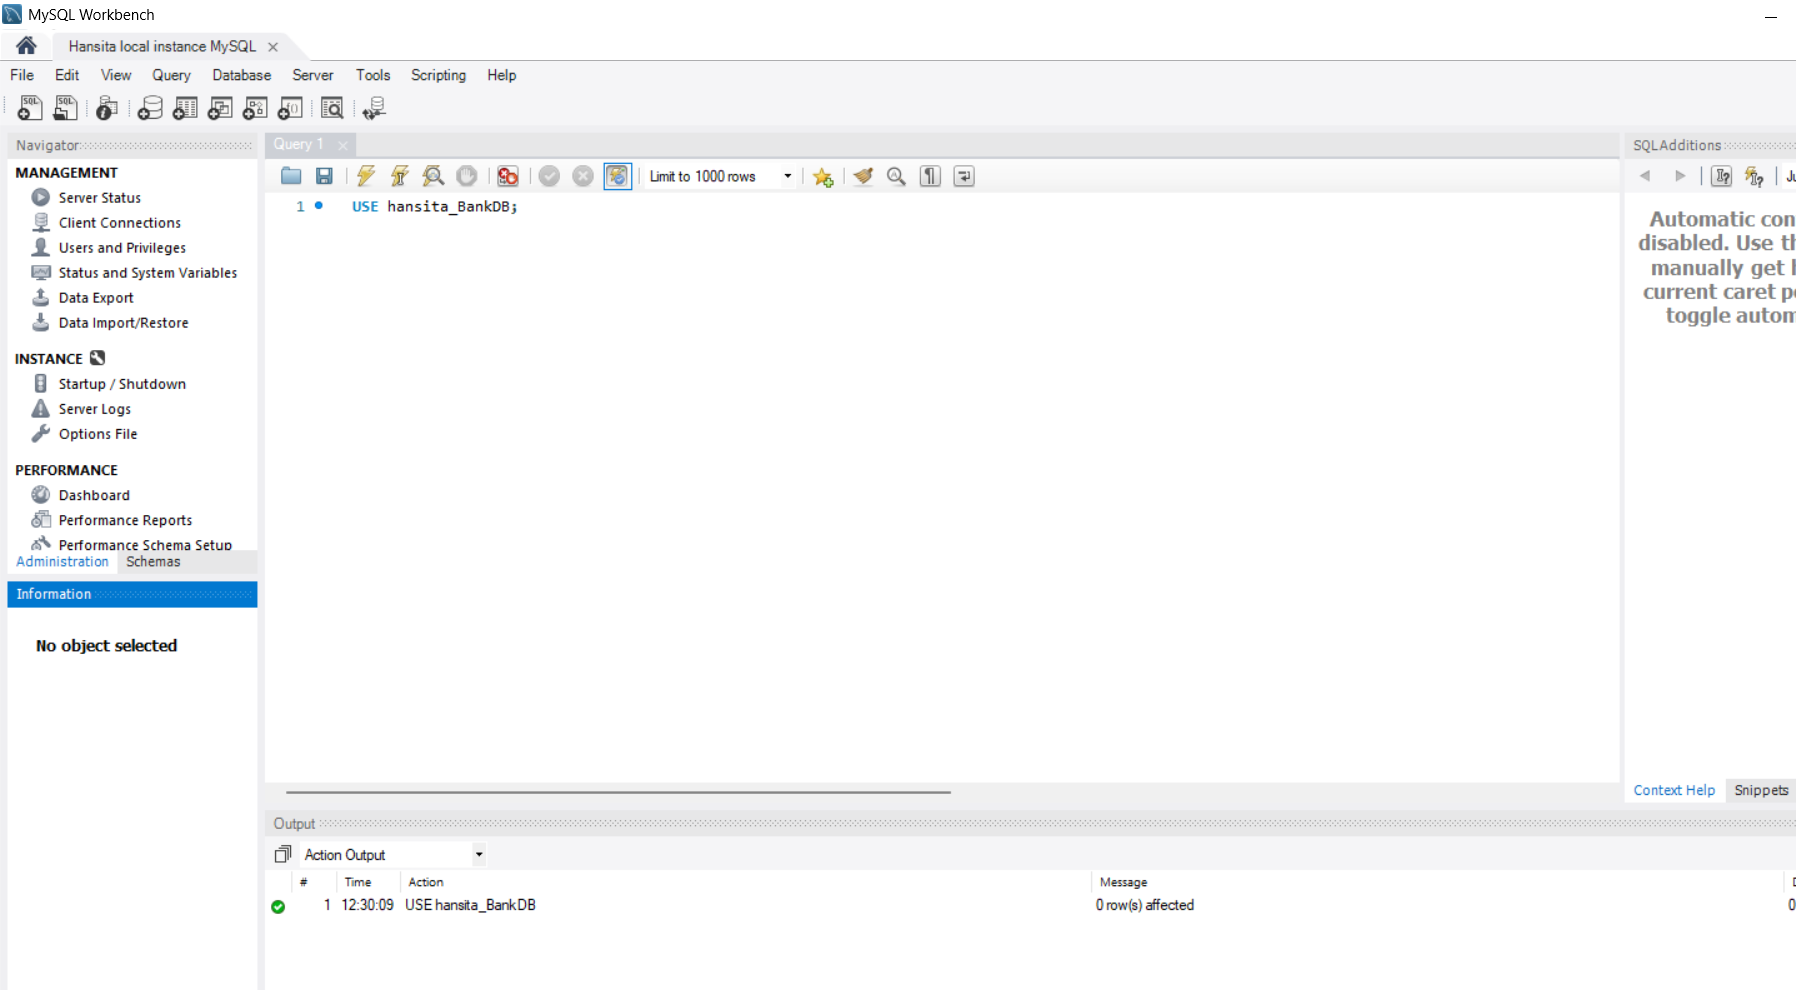 MySQL Workbench
Hansita local instance MySQL
File Edit View Query Database Server Tools Scripting Help
Navigator
MANAGEMENT
Server Status
Client Connections
Users and Privileges
Status and System Variables
Data Export
Data Import/Restore
INSTANCE
Startup / Shutdown
Server Logs
Options File
PERFORMANCE
Dashboard
Performance Reports
Performance Schema Setup
Administration Schemas
Information
No object selected
Query 1
Limit to 1000 rows
1 USE hansita_BankDB;
SQLAdditions
Ju
Automatic con
disabled. Use th
manually get h
current caret po
toggle autom
Context Help Snippets
Output
Action Output
# Time Action Message D
1 12:30:09 USE hansita_BankDB 0 row(s) affected 0